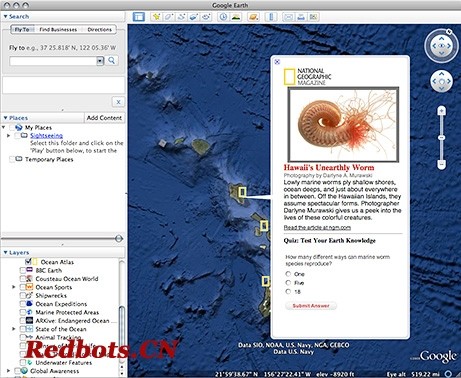 Google Earth
Search
Fly To
Find Businesses
Directions
Fly to e.g., 37 25.818' N, 122 05.36' W
x
Places
Add Content
My Places
Sightseeing
Select this folder and click on the
'Play' button below, to start the
Temporary Places
Layers
Ocean Atlas
BBC Earth
Cousteau Ocean World
Ocean Sports
Shipwrecks
Ocean Expeditions
Marine Protected Areas
ARKive: Endangered Ocean
State of the Ocean
Animal Tracking
Redbots.CN
Underwater Features
Global Awareness
NATIONAL
GEOGRAPHIC
MAGAZINE
Hawaii's Unearthly Worm
Photography by Darlyne A. Murawski
Lowly marine worms ply shallow shores,
ocean deeps, and just about everywhere
in between. Off the Hawaiian Islands, they
assume spectacular forms. Photographer
Darlyne Murawski gives us a peek into the
lives of these colorful creatures.
Read the article at ngm.com
Quiz: Test Your Earth Knowledge
How many different ways can marine worm
species reproduce?
One
Five
18
Submit Answer
N
Data SIO, NOAA, U.S. Navy, NGA, GEBCO
Data U.S. Navy
Google
21°59'38.67" N 156°27'22.41" W elev -8920 ft Eye alt 519.22 mi